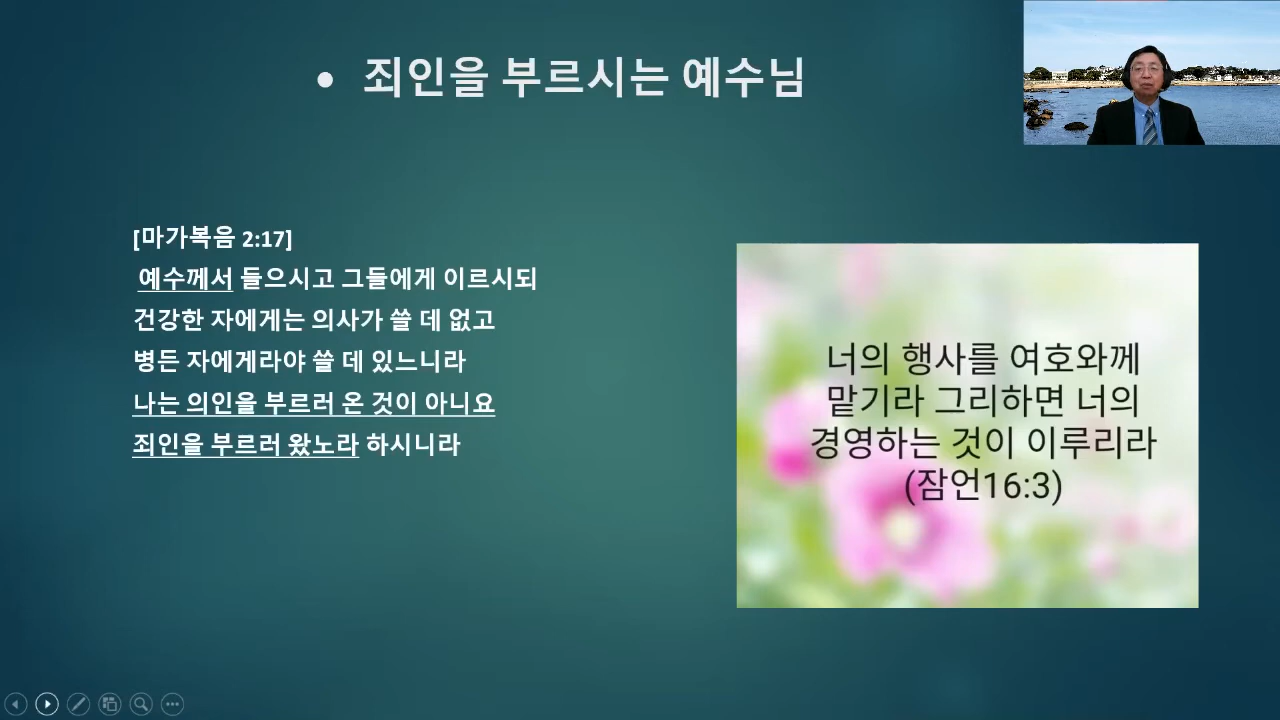 • 죄인을 부르시는 예수님
[마가복음 2:17]
예수께서 들으시고 그들에게 이르시되
건강한 자에게는 의사가 쓸 데 없고
병든 자에게라야 쓸 데 있느니라
나는 의인을 부르러 온 것이 아니요
죄인을 부르러 왔노라 하시니라
너의 행사를 여호와께
맡기라 그리하면 너의
경영하는 것이 이루리라
(잠언16:3)